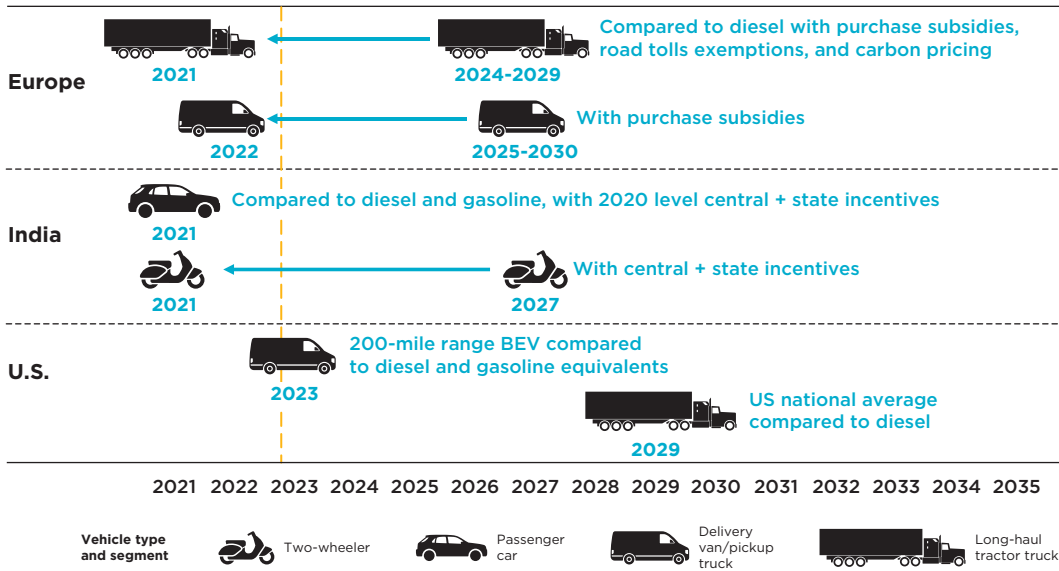 Compared to diesel with purchase subsidies,
road tolls exemptions, and carbon pricing
2021
2024-2029
Europe
With purchase subsidies
2022
2025-2030
Compared to diesel and gasoline, with 2020 level central + state incentives
2021
India
With central + state incentives
2021
2027
200-mile range BEV compared
to diesel and gasoline equivalents
U.S.
2023
US national average
compared to diesel
2029
2021 2022 2023 2024 2025 2026 2027 2028 2029 2030 2031 2032 2033 2034 2035
Vehicle type
and segment
Two-wheeler
Passenger
car
Delivery
van/pickup
truck
Long-haul
tractor truck